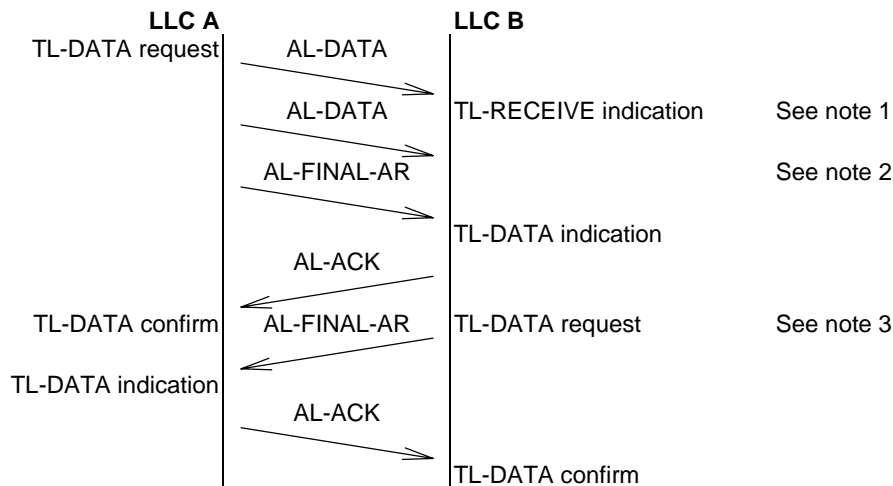 LLC A LLC B
TL-DATA request AL-DATA
AL-DATA TL-RECEIVE indication See note 1
AL-FINAL-AR See note 2
TL-DATA indication
AL-ACK
TL-DATA confirm AL-FINAL-AR TL-DATA request See note 3
TL-DATA indication
AL-ACK
TL-DATA confirm